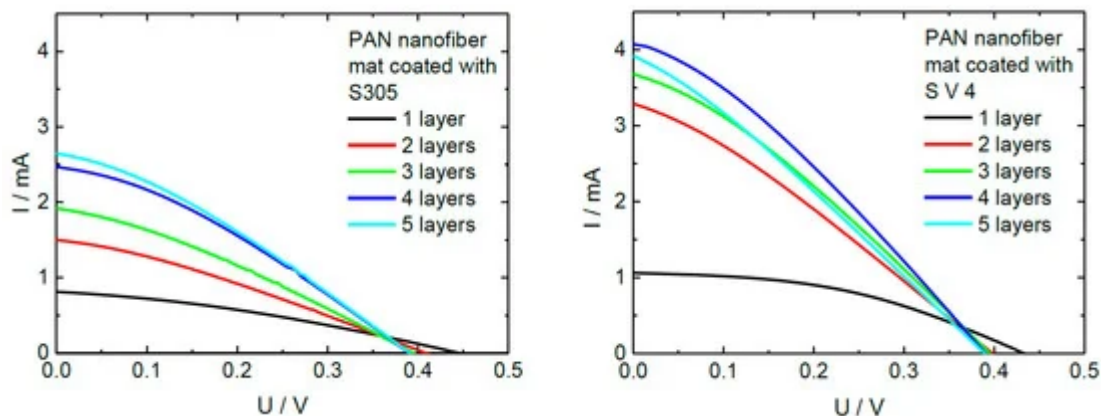 PAN nanofiber
mat coated with
S305
1 layer
2 layers
3 layers
4 layers
5 layers
I / mA
4
3
2
1
0
0.0 0.1 0.2 0.3 0.4 0.5
U / V
PAN nanofiber
mat coated with
S V 4
1 layer
2 layers
3 layers
4 layers
5 layers
I / mA
4
3
2
1
0
0.0 0.1 0.2 0.3 0.4 0.5
U / V